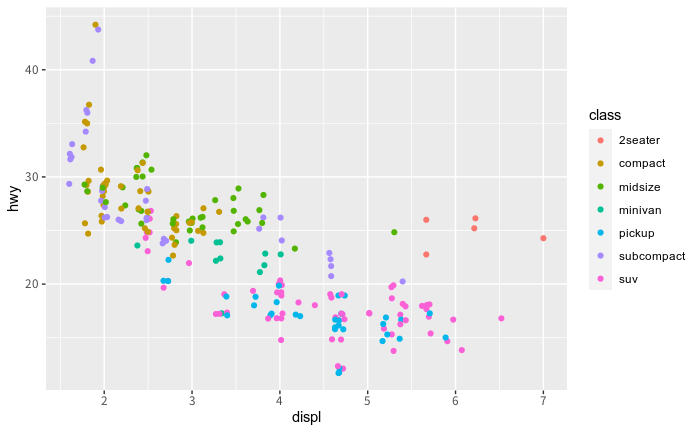 40
30
20
hwy
2
3
4
5
6
7
displ
class
2seater
compact
midsize
minivan
pickup
subcompact
suv